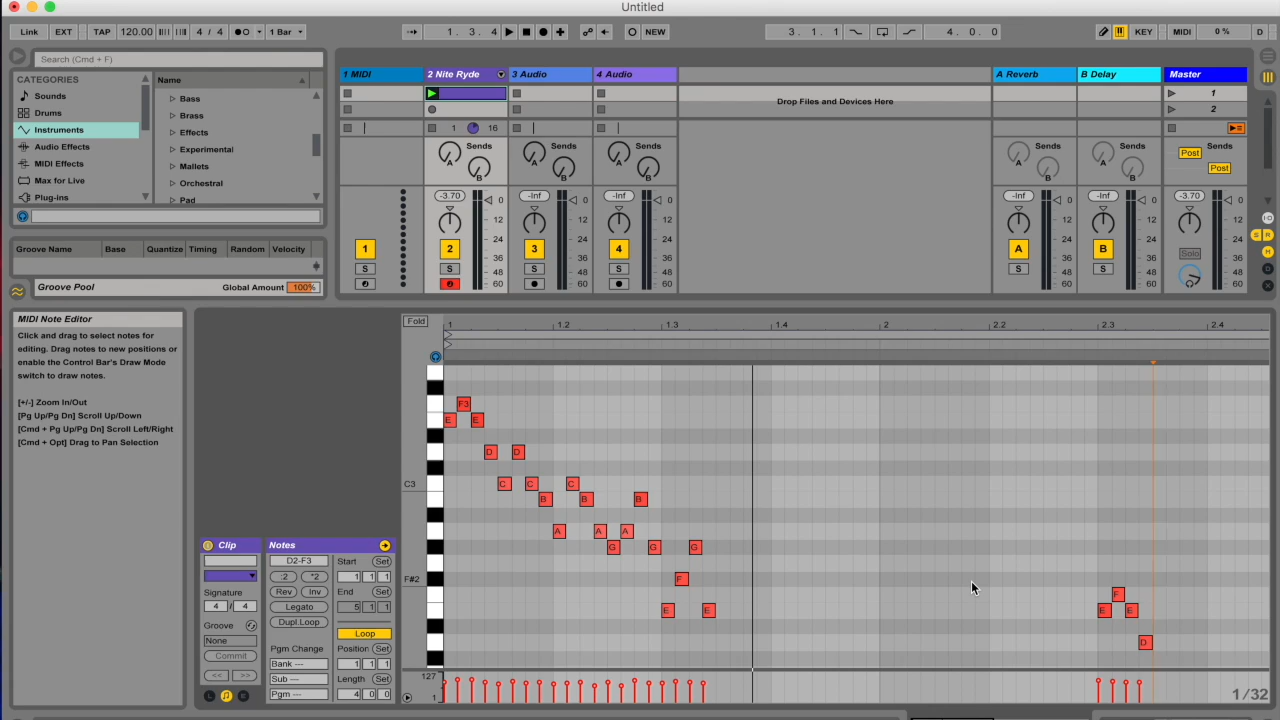 Untitled
Link EXT TAP 120.00 4 / 4 1 Bar 1. 3. 4 NEW 3. 1. 1 4. 0. 0 KEY MIDI 0 % D
Search (Cmd + F)
CATEGORIES
Sounds
Drums
Instruments
Audio Effects
MIDI Effects
Max for Live
Plug-ins
Name
Bass
Brass
Effects
Experimental
Mallets
Orchestral
Pad
Groove Name Base Quantize Timing Random Velocity
Groove Pool Global Amount 100%
1 MIDI 2 Nite Ryde 3 Audio 4 Audio A Reverb B Delay Master
Drop Files and Devices Here
1
2
1 16
Sends Sends Sends Sends Sends Sends
A A A A A Post
B B B B B Post
-3.70 -Inf -Inf -Inf -Inf -3.70
0 0 0 0 0 0
12 12 12 12 12 12
24 24 24 24 24 24
36 36 36 36 36 36
48 48 48 48 48 48
60 60 60 60 60 60
1 2 3 4 A B Solo
S S S S S S
I·O
S R
M
D
X
MIDI Note Editor
Click and drag to select notes for
editing. Drag notes to new positions or
enable the Control Bar's Draw Mode
switch to draw notes.
[+/-] Zoom In/Out
[Pg Up/Pg Dn] Scroll Up/Down
[Cmd + Pg Up/Pg Dn] Scroll Left/Right
[Cmd + Opt] Drag to Pan Selection
Clip
Signature
4 / 4
Groove
None
Commit
<< >>
L E
Notes
D2-F3
:2 *2
Rev Inv
Legato
Dupl.Loop
Pgm Change
Bank ---
Sub ---
Pgm ---
Start Set
1 1 1
End Set
5 1 1
Loop
Position Set
1 1 1
Length Set
4 0 0
Fold
1 1.2 1.3 1.4 2 2.2 2.3 2.4
F3
E E
D D
C3 C C C
B B B
A A A
G G G
F#2 F F
E E E E
D
127
1
1/32